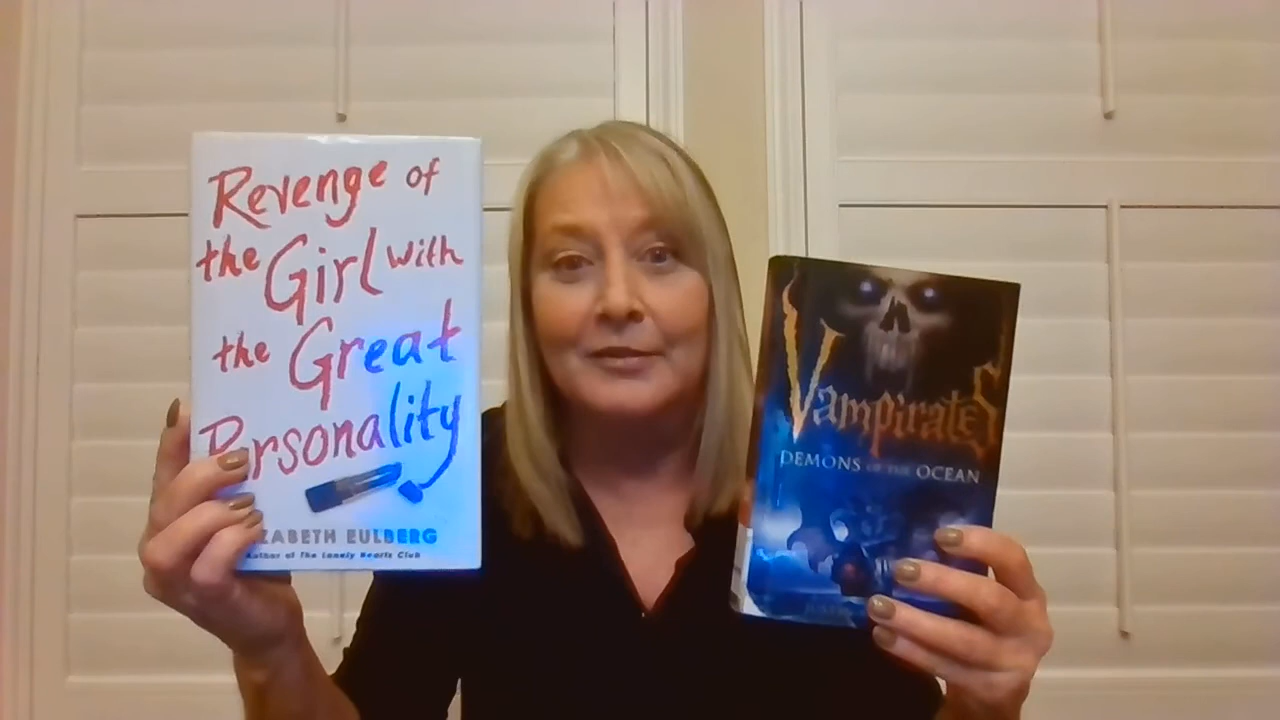 Revenge of
the Girl with
the Great
Personality
ZABETH EULBERG
Author of The Lonely Hearts Club
Vampirates
DEMONS OF THE OCEAN